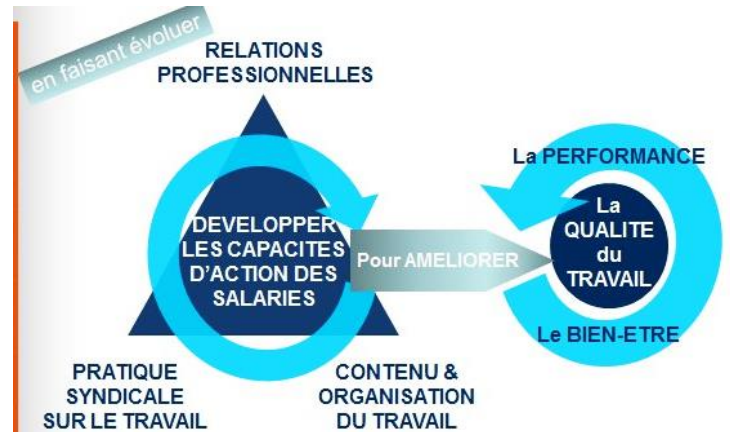 en faisant évoluer
RELATIONS
PROFESSIONNELLES
DEVELOPPER
LES CAPACITES
D'ACTION DES
SALARIES
PRATIQUE
SYNDICALE
SUR LE TRAVAIL
CONTENU &
ORGANISATION
DU TRAVAIL
Pour AMELIORER
La PERFORMANCE
La
QUALITE
du
TRAVAIL
Le BIEN-ETRE